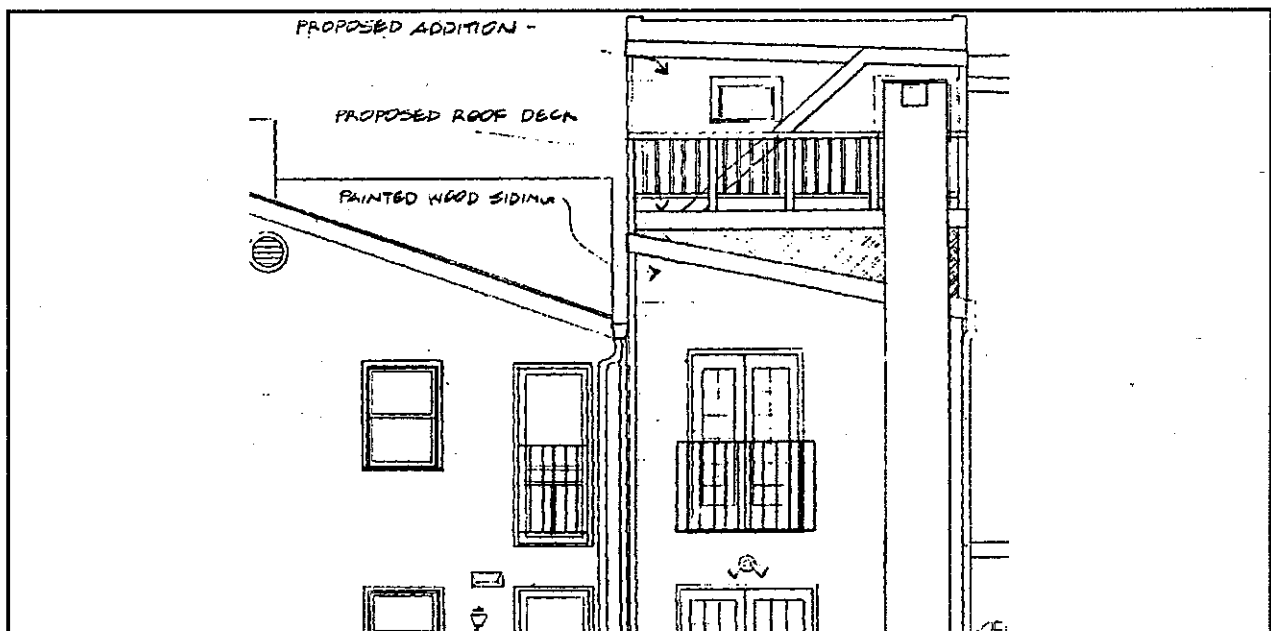 PROPOSED ADDITION -
PROPOSED ROOF DECK
PAINTED WOOD SIDING